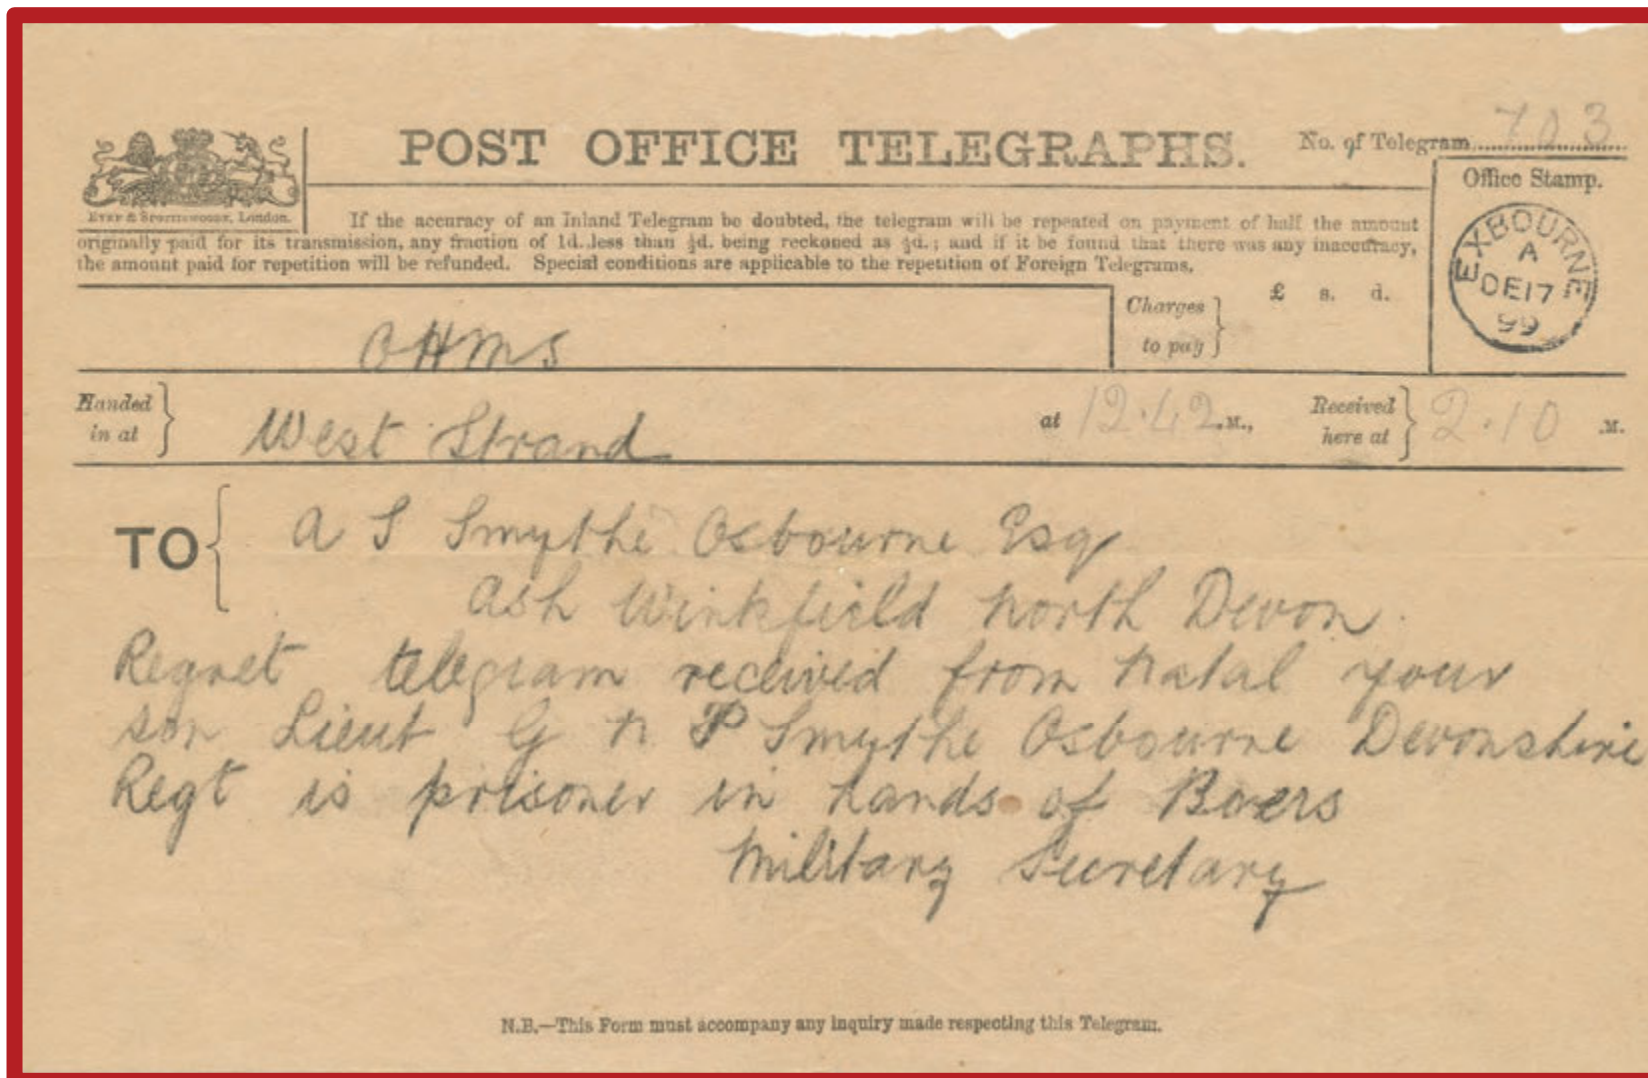 POST OFFICE TELEGRAPHS.
No. of Telegram 703
Office Stamp.
EYRE & SPOTTISWOODE, London.
EXBOURNE
A
DE 17
99
If the accuracy of an Inland Telegram be doubted, the telegram will be repeated on payment of half the amount
originally paid for its transmission, any fraction of 1d. less than ½d. being reckoned as ½d.; and if it be found that there was any inaccuracy,
the amount paid for repetition will be refunded. Special conditions are applicable to the repetition of Foreign Telegrams.
Charges to pay } £ s. d.
OHMS
Handed in at } West Strand at 12.42 .M., Received here at } 2.10 .M.
TO { A S Smythe Osbourne Esq
Ash Winkfield North Devon
Regret telegram received from Natal your
son Lieut G N P Smythe Osbourne Devonshire
Regt is prisoner in hands of Boers
Military Secretary
N.B.—This Form must accompany any inquiry made respecting this Telegram.